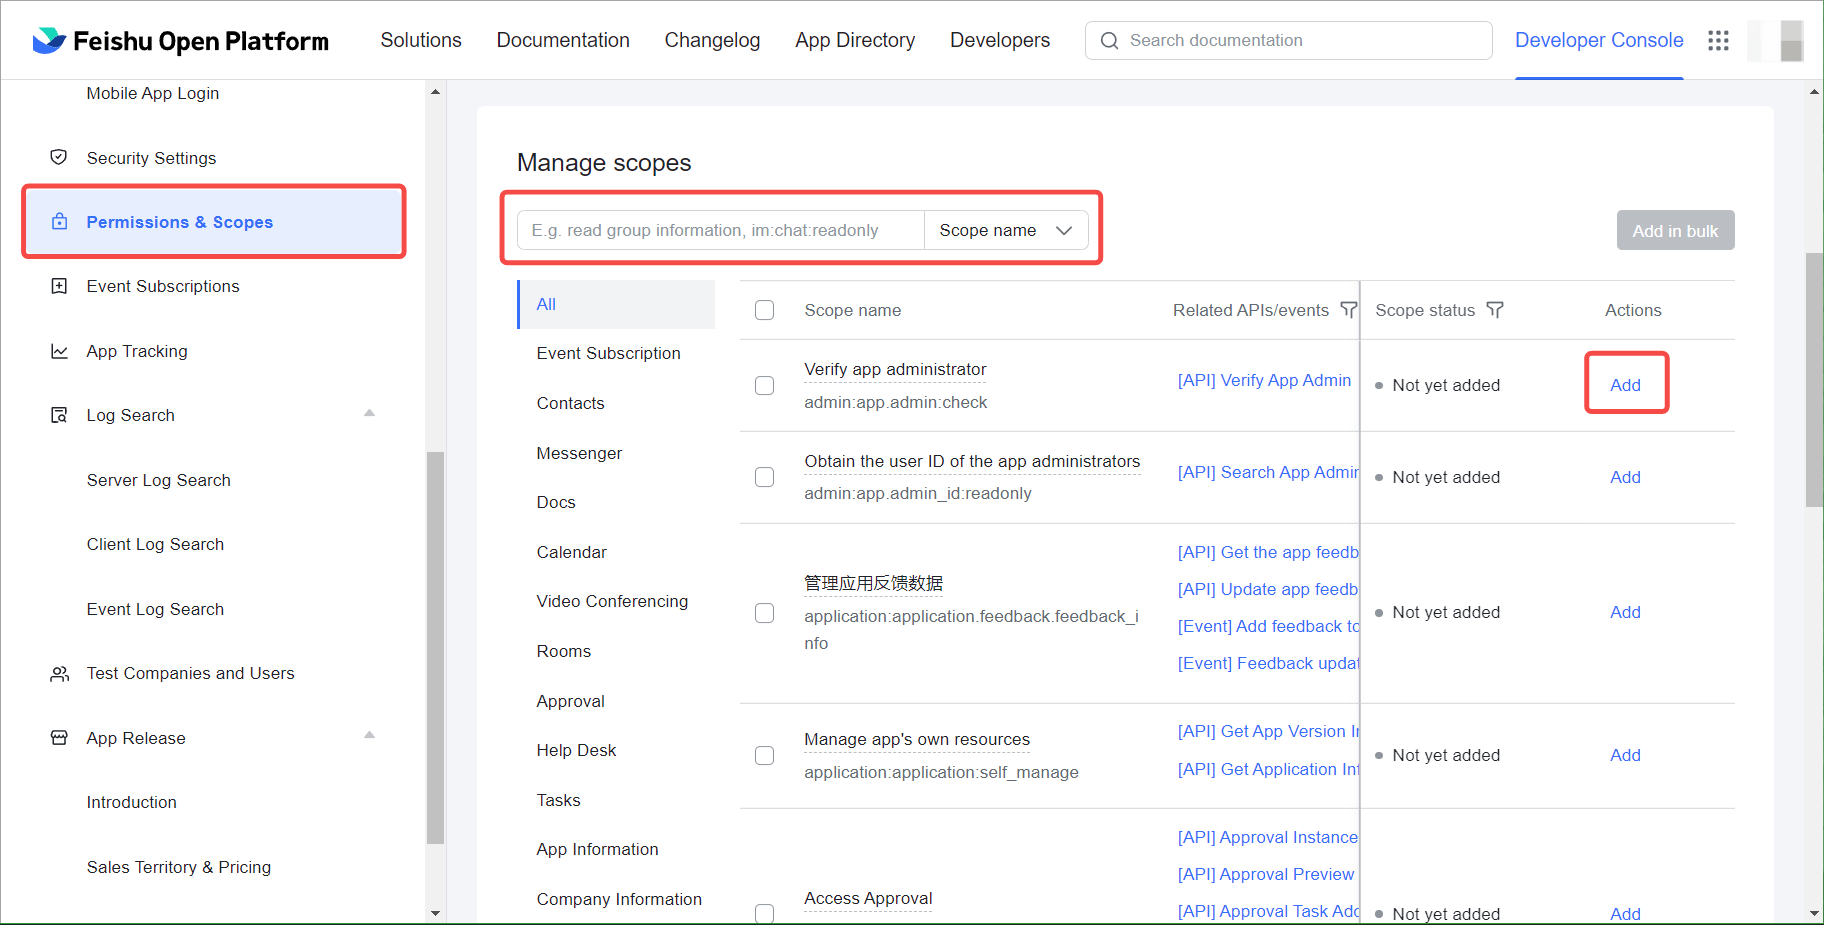 Feishu Open Platform
Solutions
Documentation
Changelog
App Directory
Developers
Search documentation
Developer Console
Mobile App Login
Security Settings
Permissions & Scopes
Event Subscriptions
App Tracking
Log Search
Server Log Search
Client Log Search
Event Log Search
Test Companies and Users
App Release
Introduction
Sales Territory & Pricing
Manage scopes
E.g. read group information, im:chat:readonly
Scope name
Add in bulk
All
Event Subscription
Contacts
Messenger
Docs
Calendar
Video Conferencing
Rooms
Approval
Help Desk
Tasks
App Information
Company Information
Scope name
Related APIs/events
Scope status
Actions
Verify app administrator
admin:app.admin:check
[API] Verify App Admin
Not yet added
Add
Obtain the user ID of the app administrators
admin:app.admin_id:readonly
[API] Search App Admin
Not yet added
Add
管理应用反馈数据
application:application.feedback.feedback_i
nfo
[API] Get the app feedb
[API] Update app feedb
[Event] Add feedback to
[Event] Feedback updat
Not yet added
Add
Manage app's own resources
application:application:self_manage
[API] Get App Version I
[API] Get Application Inf
Not yet added
Add
Access Approval
[API] Approval Instance
[API] Approval Preview
[API] Approval Task Adc
Not yet added
Add